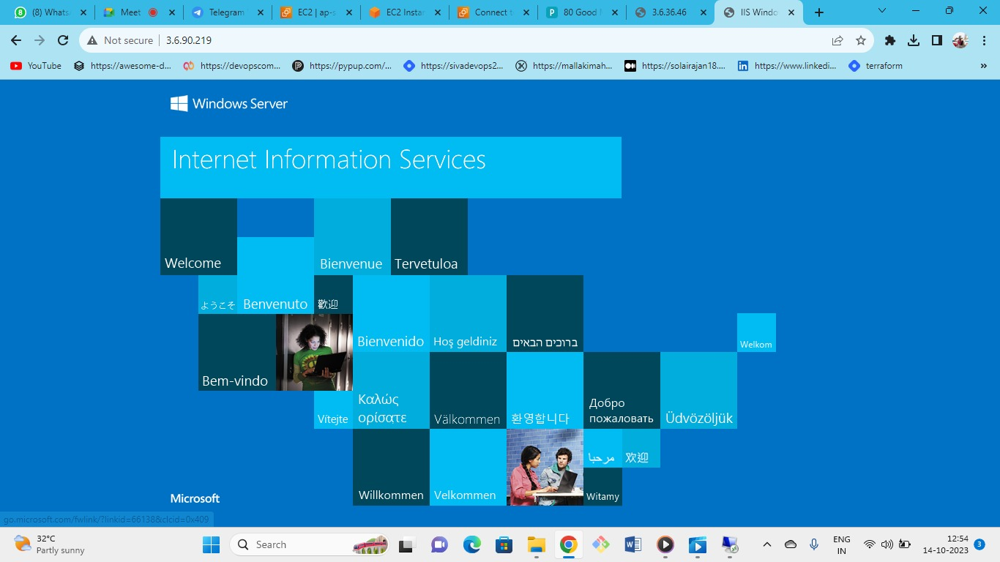 (8) Whats
Meet
Telegram
EC2 | ap-s
EC2 Instan
Connect t
80 Good
3.6.36.46
IIS Windo
Not secure
3.6.90.219
YouTube
https://awesome-d...
https://devopscom...
https://pypup.com/...
https://sivadevops2...
https://mallakimah...
https://solairajan18....
https://www.linkedi...
terraform
»
Windows Server
Internet Information Services
Welcome
Bienvenue
Tervetuloa
ようこそ
Benvenuto
歡迎
Bienvenido
Hoş geldiniz
ברוכים הבאים
Welkom
Bem-vindo
Vítejte
Καλώς
ορίσατε
Välkommen
환영합니다
Добро
пожаловать
Üdvözöljük
Willkommen
Velkommen
مرحبا
欢迎
Witamy
Microsoft
go.microsoft.com/fwlink/?linkid=66138&clcid=0x409
32°C
Partly sunny
Search
ENG
IN
12:54
14-10-2023
3